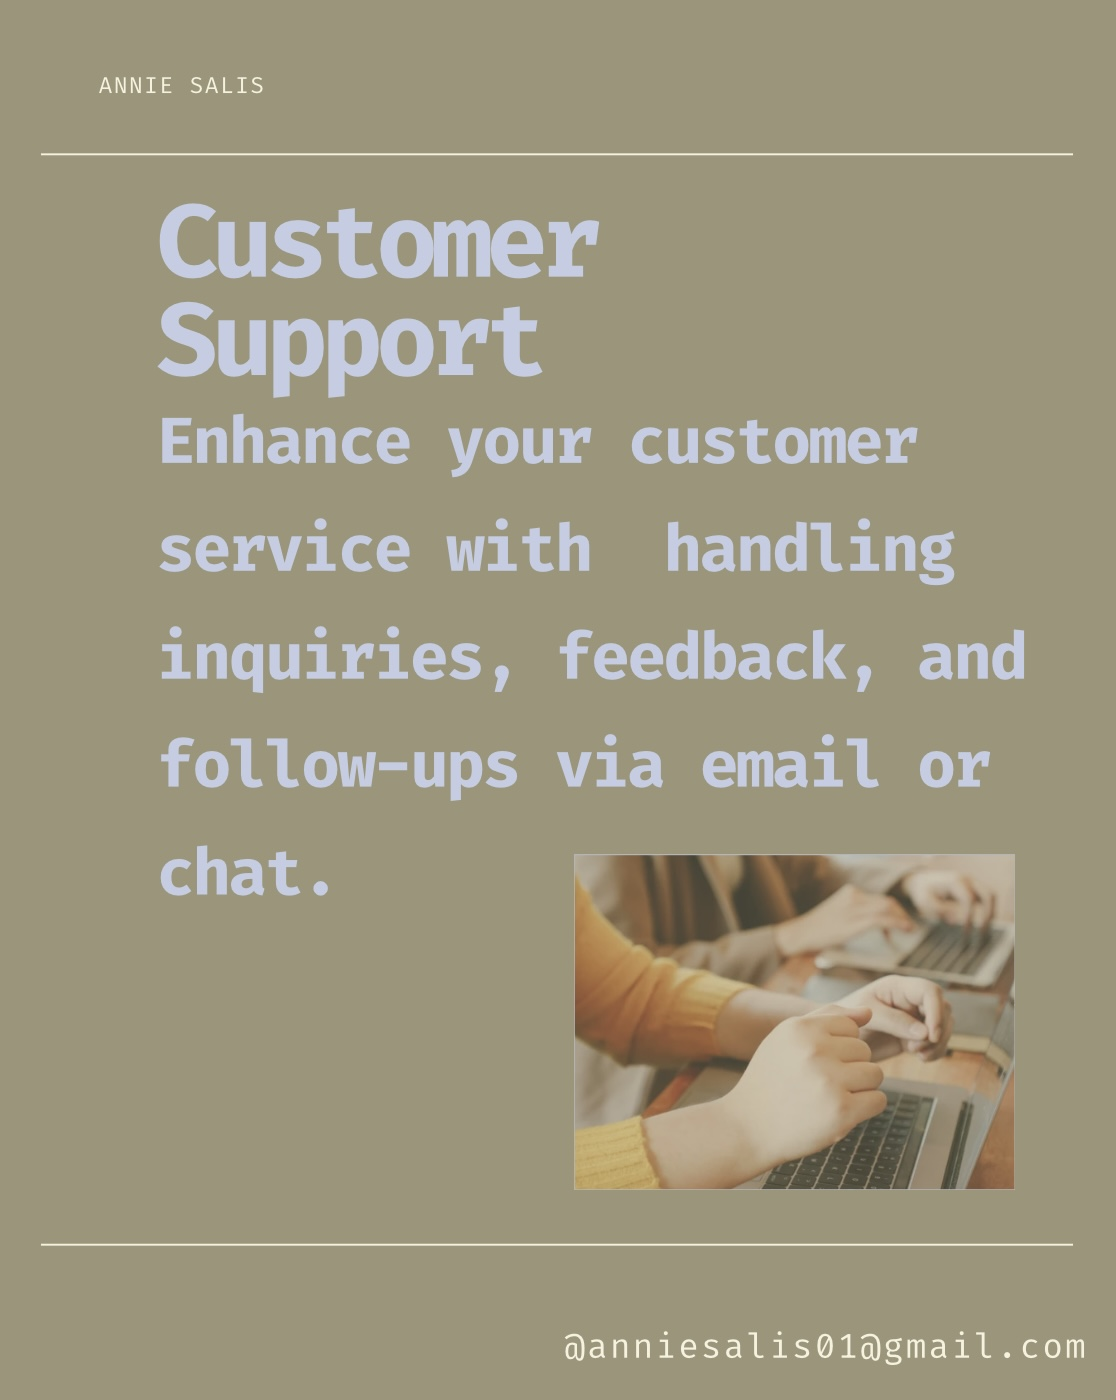 ANNIE SALIS
Customer
Support
Enhance your customer
service with  handling
inquiries, feedback, and
follow-ups via email or
chat.
@anniesalis01@gmail.com